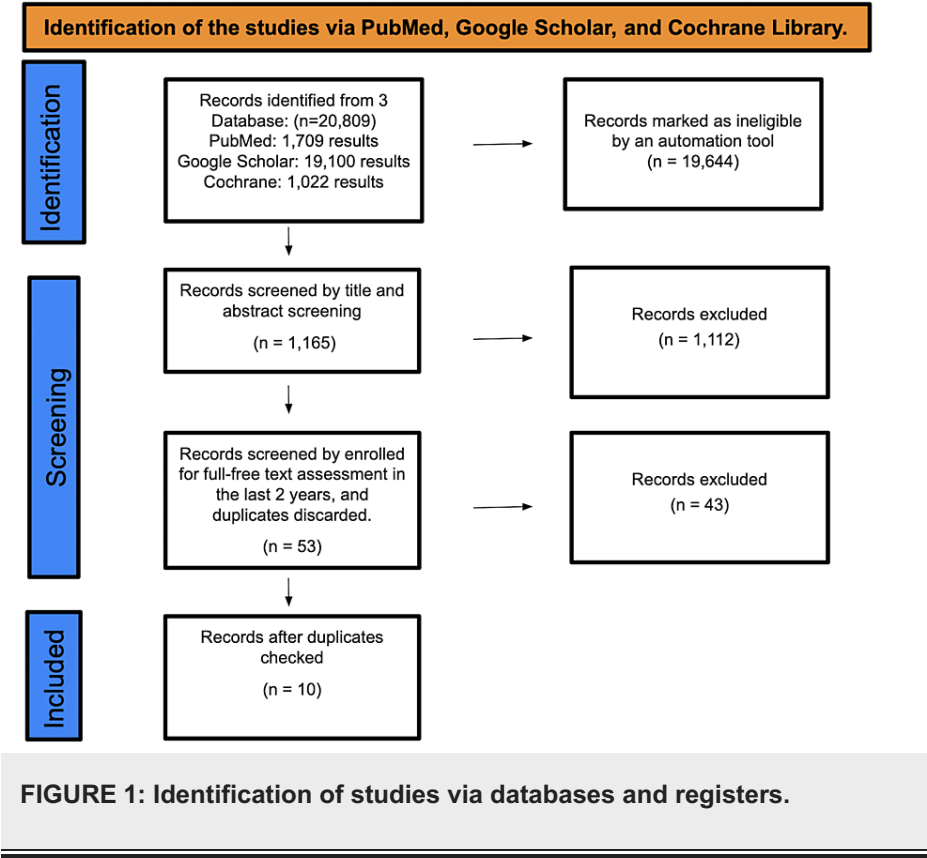 Identification of the studies via PubMed, Google Scholar, and Cochrane Library.
Identification
Records identified from 3
Database: (n=20,809)
PubMed: 1,709 results
Google Scholar: 19,100 results
Cochrane: 1,022 results
Records marked as ineligible
by an automation tool
(n = 19,644)
Screening
Records screened by title and
abstract screening
(n = 1,165)
Records excluded
(n = 1,112)
Records screened by enrolled
for full-free text assessment in
the last 2 years, and
duplicates discarded.
(n = 53)
Records excluded
(n = 43)
Included
Records after duplicates
checked
(n = 10)
FIGURE 1: Identification of studies via databases and registers.